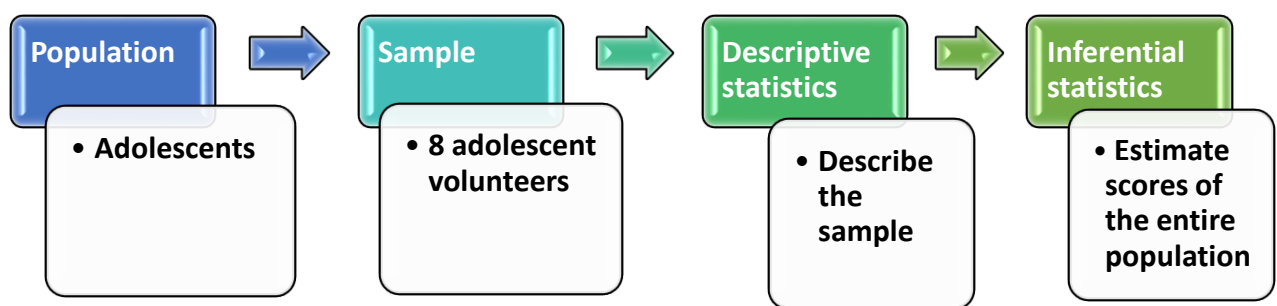 Population
• Adolescents
Sample
• 8 adolescent
volunteers
Descriptive
statistics
• Describe
the
sample
Inferential
statistics
• Estimate
scores of
the entire
population